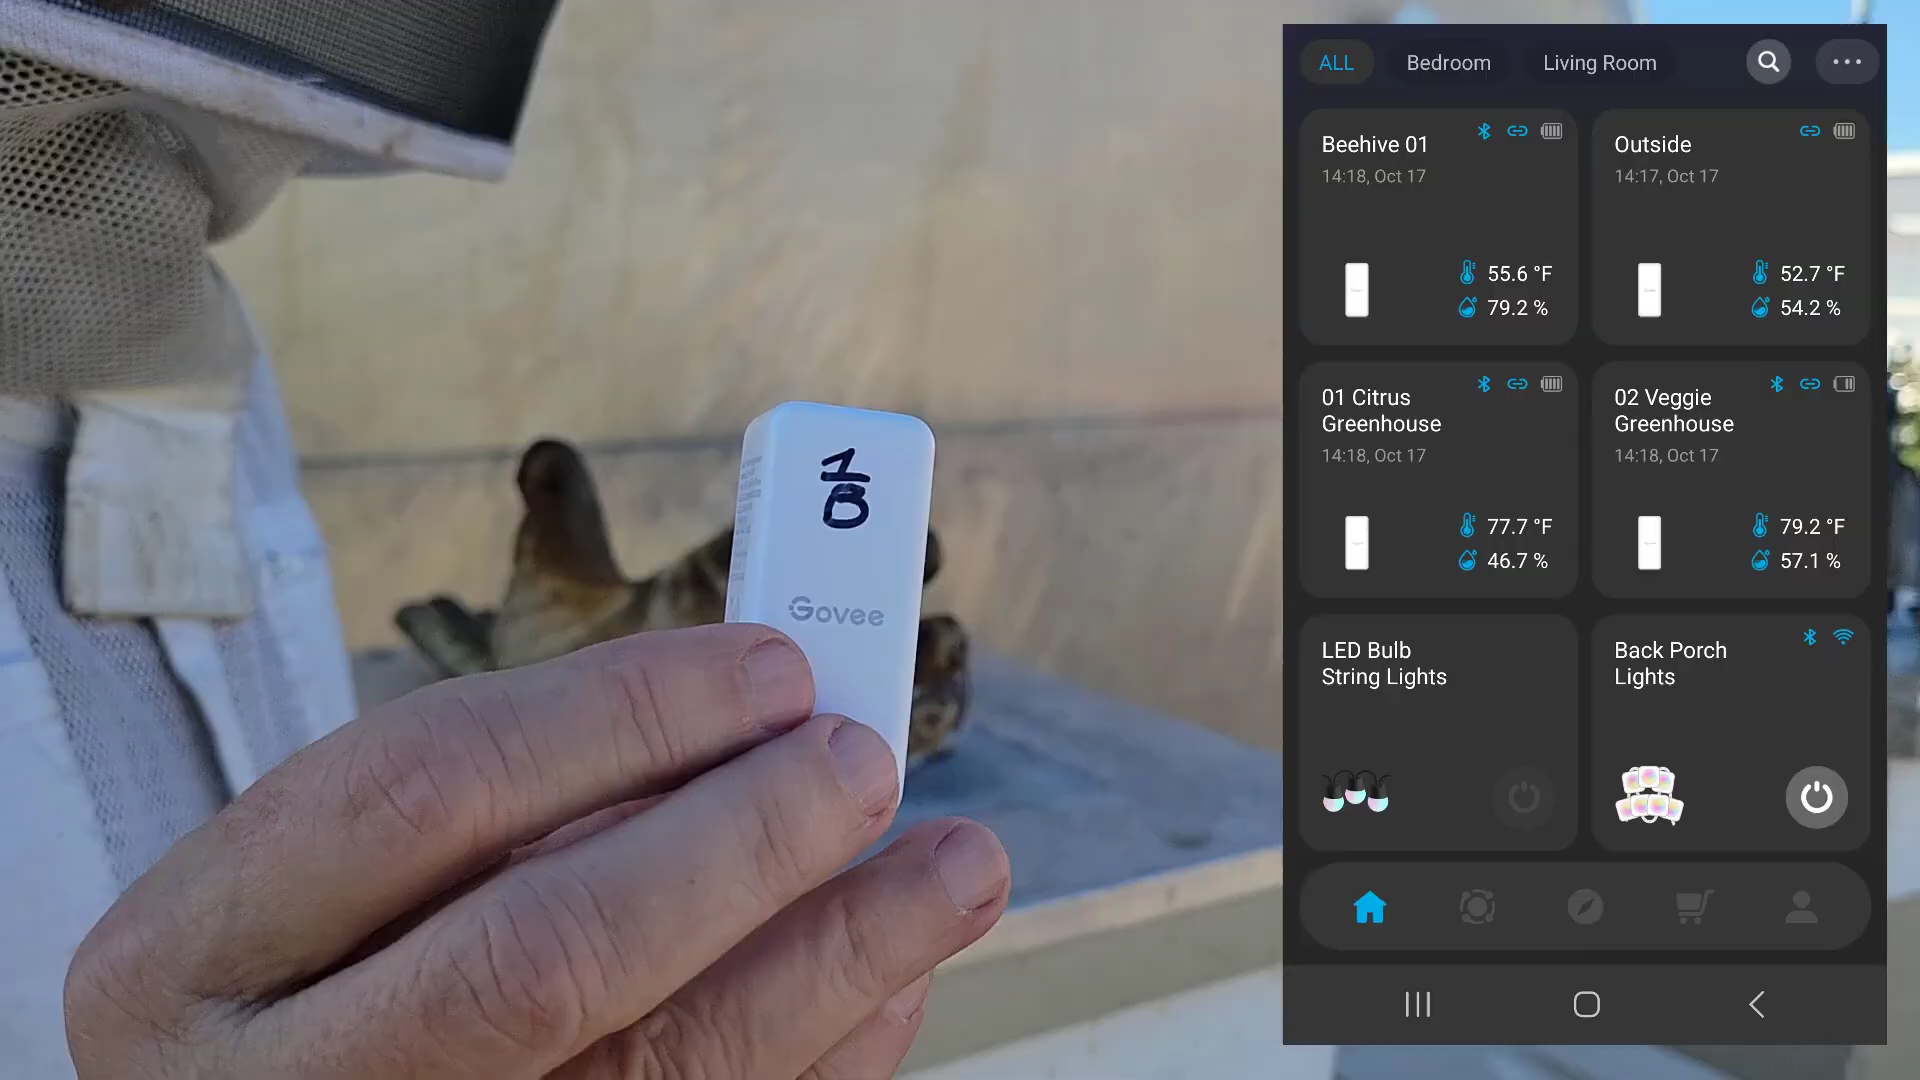 1
B
Govee
ALL Bedroom Living Room
Beehive 01
14:18, Oct 17
55.6 °F
79.2 %
Outside
14:17, Oct 17
52.7 °F
54.2 %
01 Citrus
Greenhouse
14:18, Oct 17
77.7 °F
46.7 %
02 Veggie
Greenhouse
14:18, Oct 17
79.2 °F
57.1 %
LED Bulb
String Lights
Back Porch
Lights